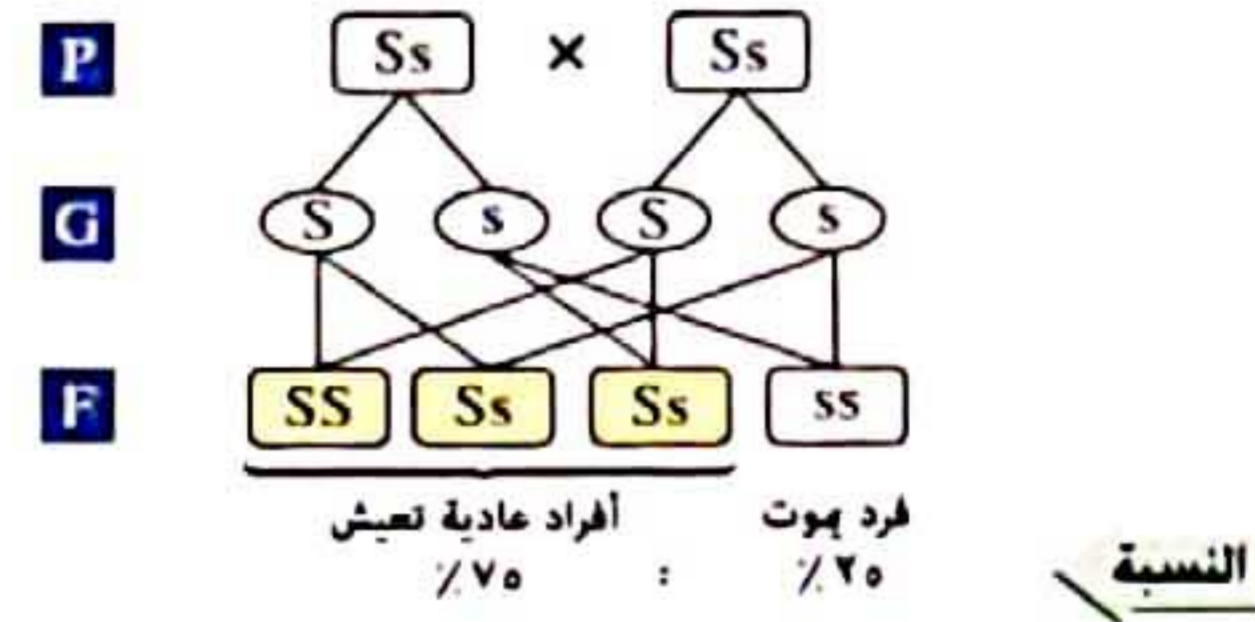 P Ss × Ss
G S s S s
F SS Ss Ss ss
أفراد عادية تعيش فرد يموت
٧٥٪ : ٢٥٪
النسبة